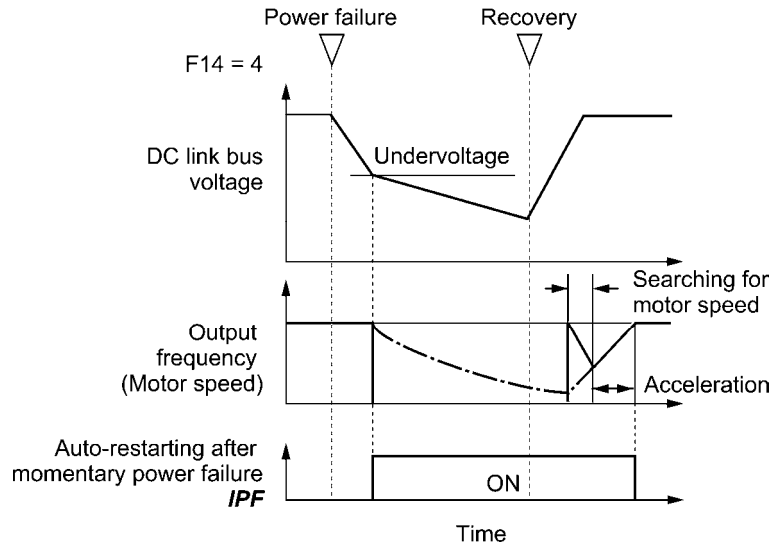 Power failure
Recovery
F14 = 4
DC link bus
voltage
Undervoltage
Searching for
motor speed
Output
frequency
(Motor speed)
Acceleration
Auto-restarting after
momentary power failure
IPF
ON
Time